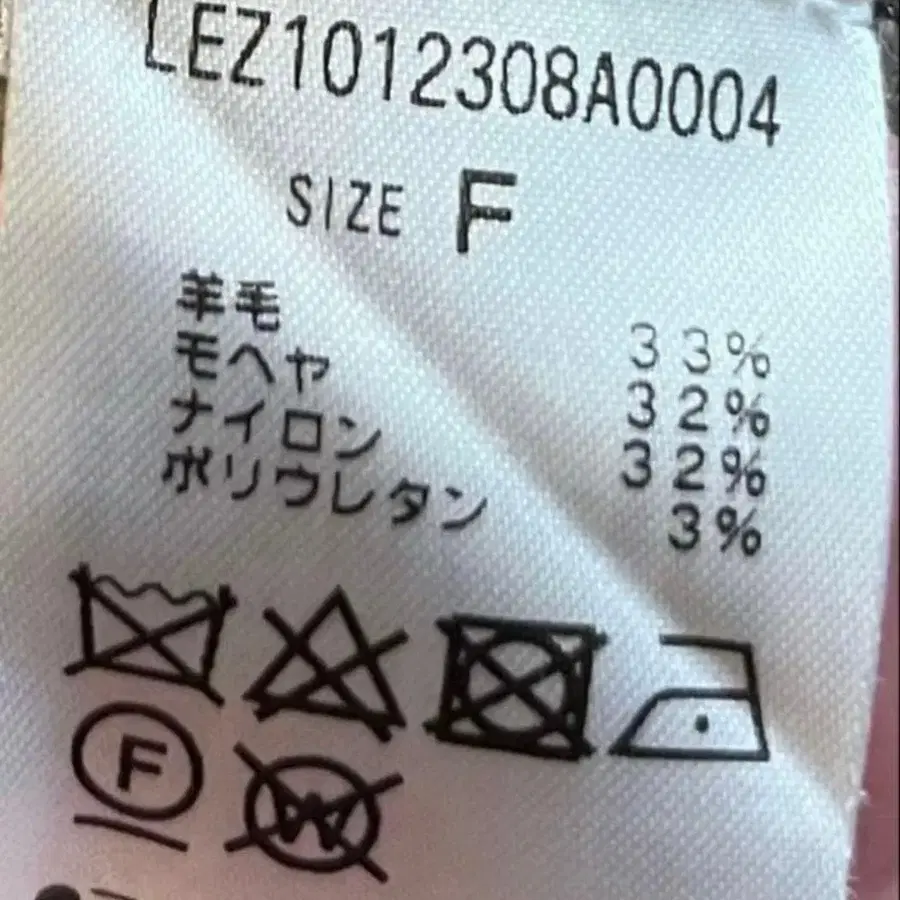 LEZ1012308A0004
SIZE F
羊毛 33%
モヘヤ 32%
ナイロン 32%
ポリウレタン 3%
F W